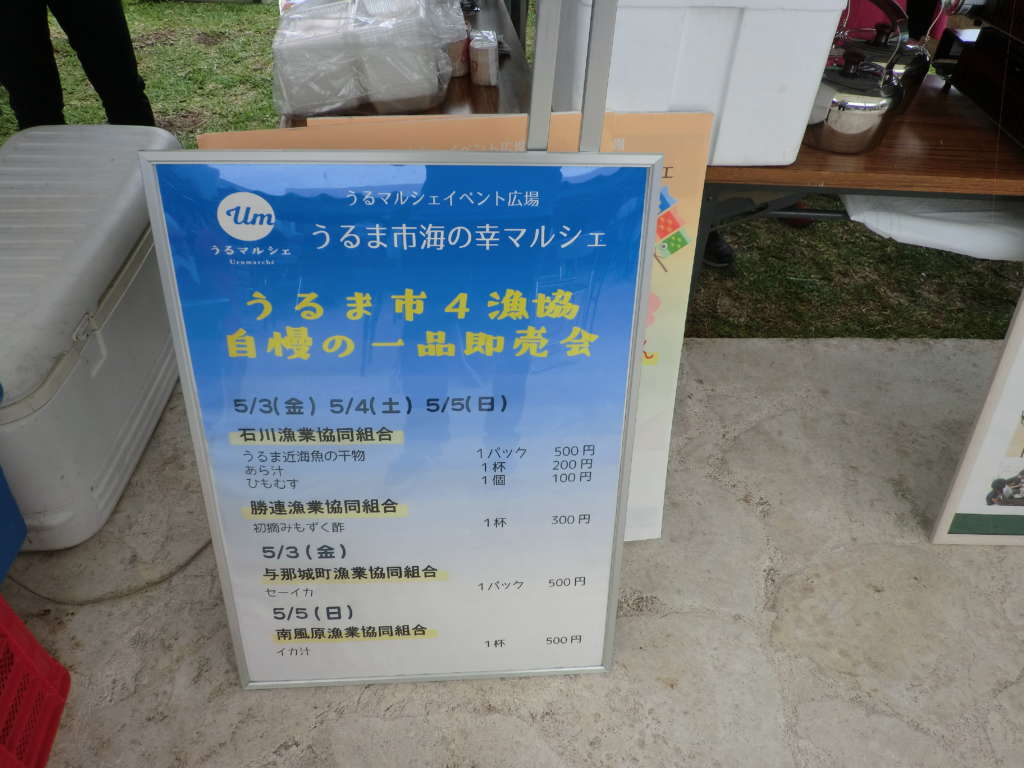 Um
うるマルシェ
Urumarché
うるマルシェイベント広場
うるま市海の幸マルシェ
うるま市4漁協
自慢の一品即売会
5/3(金) 5/4(土) 5/5(日)
石川漁業協同組合
うるま近海魚の干物 1パック 500円
あら汁 1杯 200円
ひもむす 1個 100円
勝連漁業協同組合
初摘みもずく酢 1杯 300円
5/3(金)
与那城町漁業協同組合
セーイカ 1パック 500円
5/5(日)
南風原漁業協同組合
イカ汁 1杯 500円